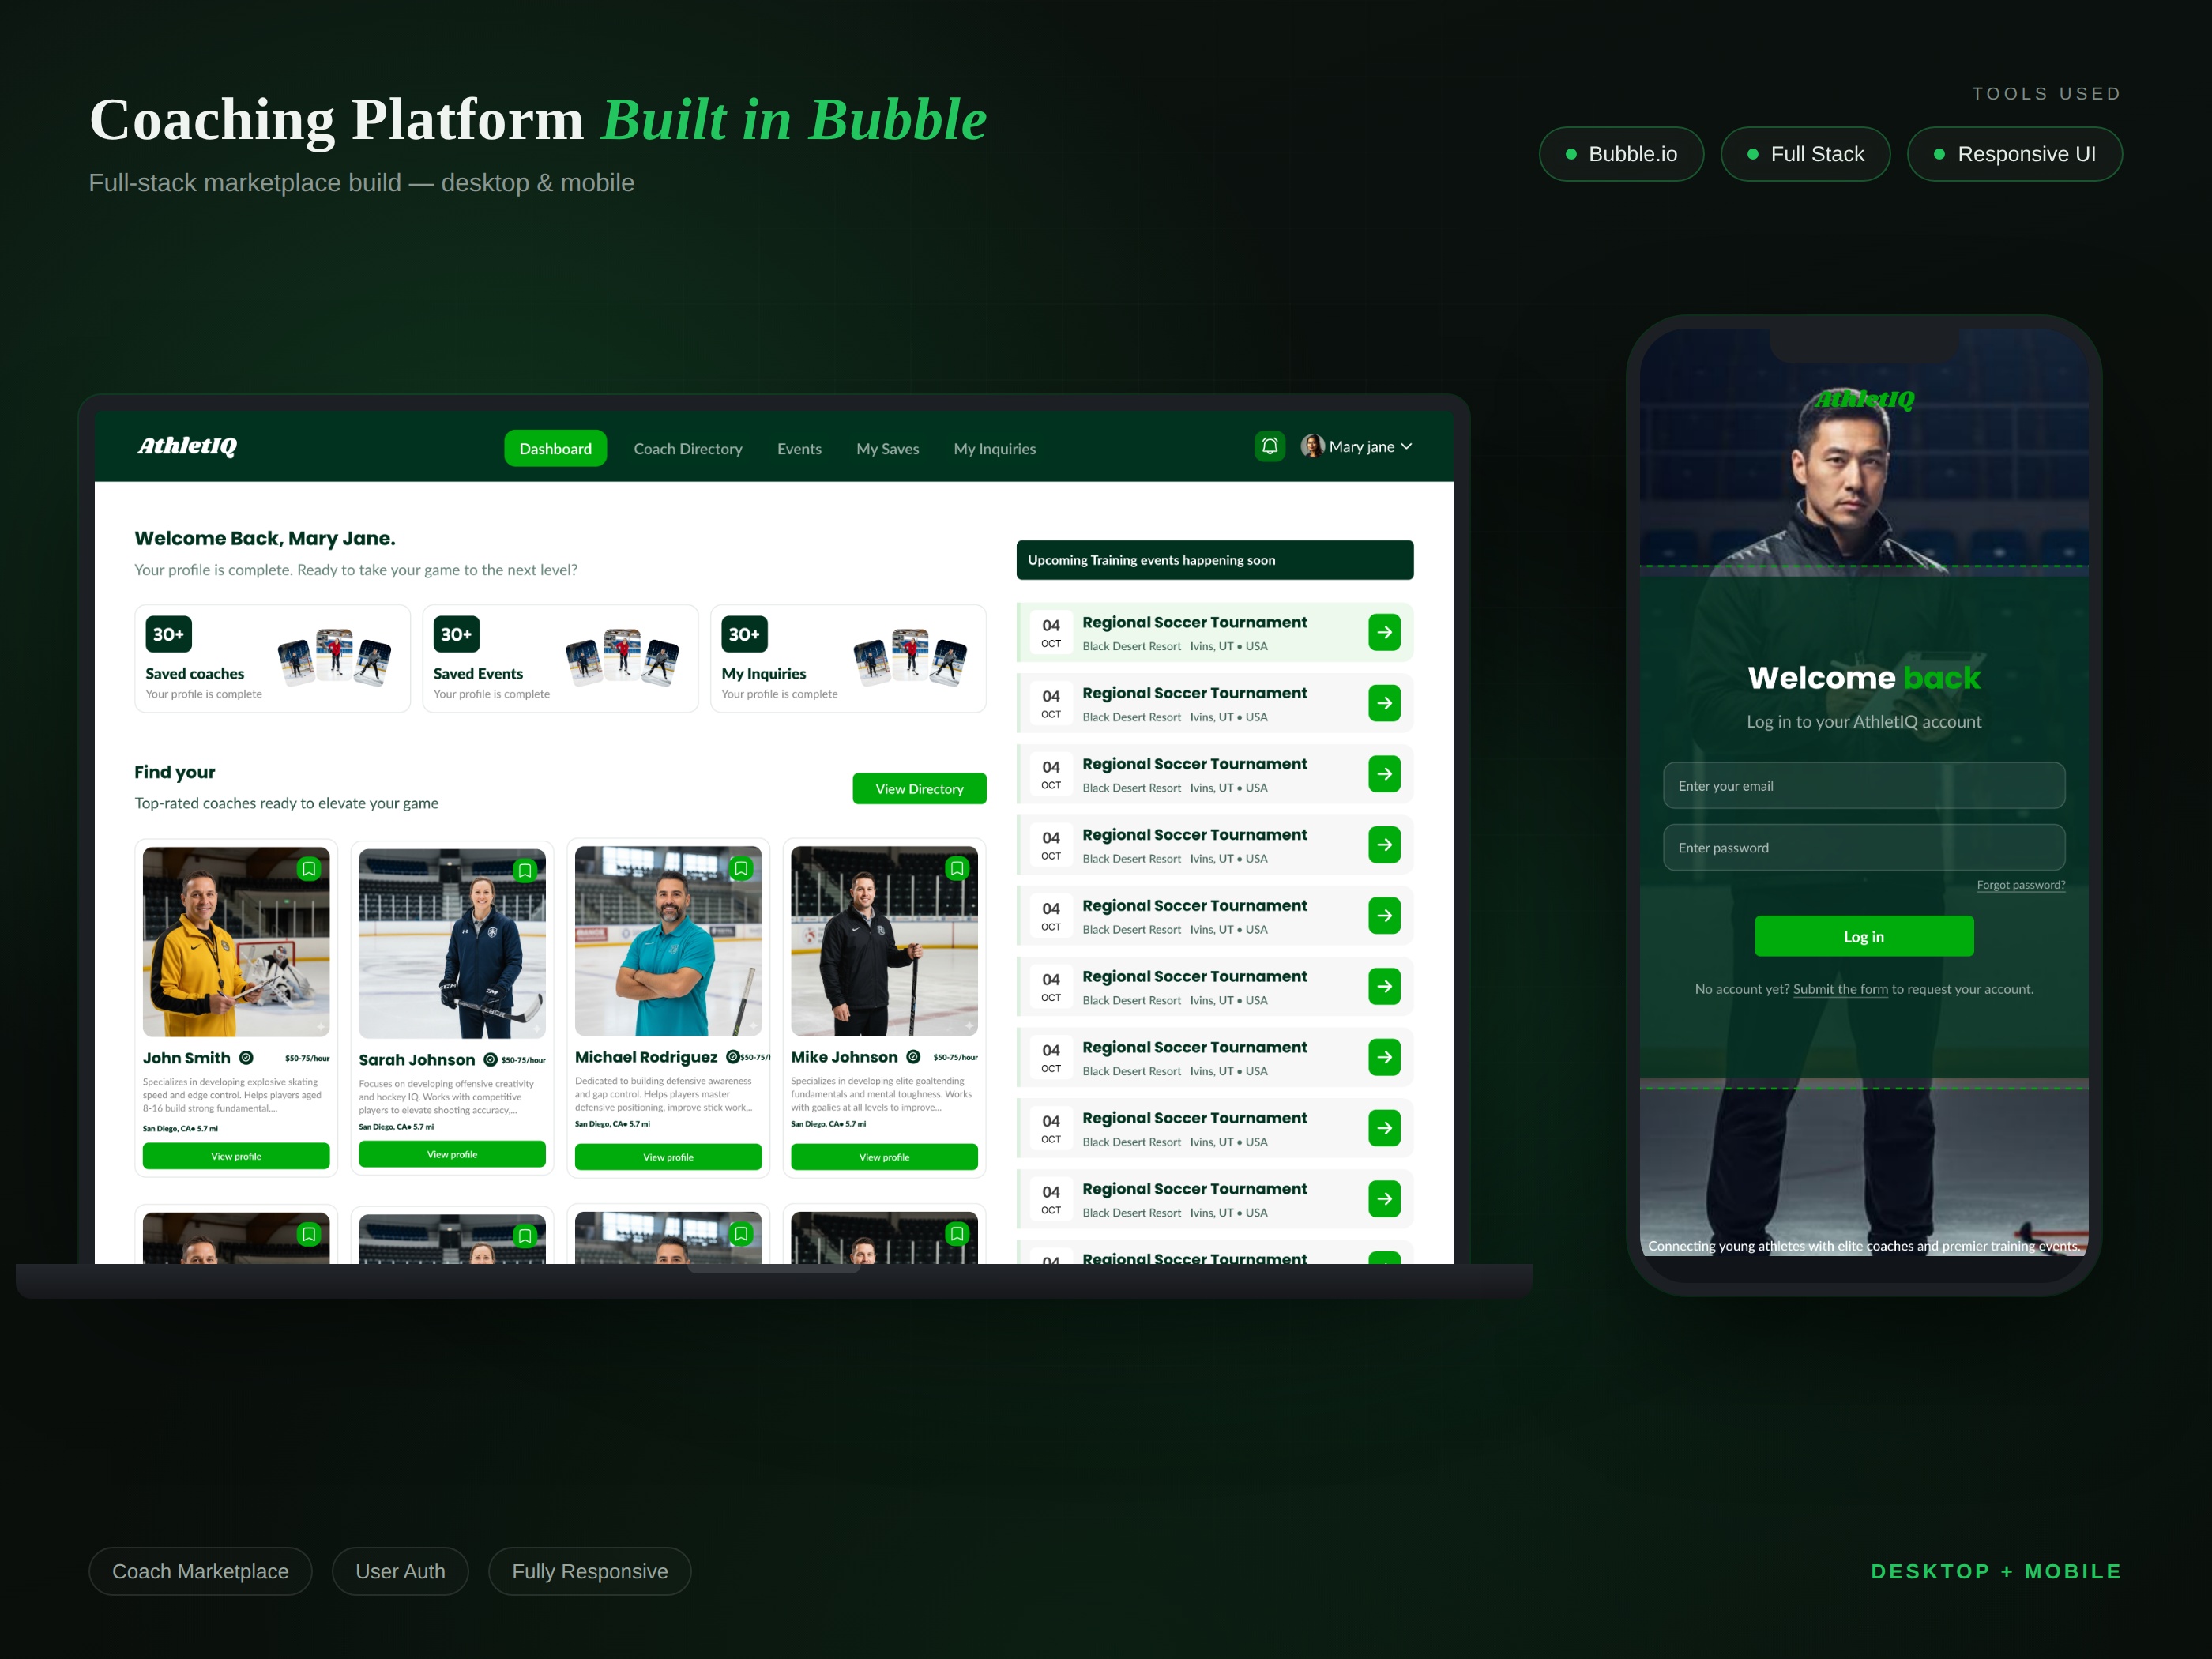 Coaching Platform Built in Bubble
Full-stack marketplace build — desktop & mobile
TOOLS USED
Bubble.io
Full Stack
Responsive UI
AthletIQ
Dashboard
Coach Directory
Events
My Saves
My Inquiries
Mary jane
Welcome Back, Mary Jane.
Your profile is complete. Ready to take your game to the next level?
30+
Saved coaches
Your profile is complete
30+
Saved Events
Your profile is complete
30+
My Inquiries
Your profile is complete
Find your
Top-rated coaches ready to elevate your game
View Directory
John Smith
$50-75/hour
Specializes in developing explosive skating
speed and edge control. Helps players aged
8-16 build strong fundamental....
San Diego, CA• 5.7 mi
View profile
Sarah Johnson
$50-75/hour
Focuses on developing offensive creativity
and hockey IQ. Works with competitive
players to elevate shooting accuracy,...
San Diego, CA• 5.7 mi
View profile
Michael Rodriguez
$50-75/h
Dedicated to building defensive awareness
and gap control. Helps players master
defensive positioning, improve stick work,..
San Diego, CA• 5.7 mi
View profile
Mike Johnson
$50-75/hour
Specializes in developing elite goaltending
fundamentals and mental toughness. Works
with goalies at all levels to improve...
San Diego, CA• 5.7 mi
View profile
Upcoming Training events happening soon
04
OCT
Regional Soccer Tournament
Black Desert Resort Ivins, UT • USA
04
OCT
Regional Soccer Tournament
Black Desert Resort Ivins, UT • USA
04
OCT
Regional Soccer Tournament
Black Desert Resort Ivins, UT • USA
04
OCT
Regional Soccer Tournament
Black Desert Resort Ivins, UT • USA
04
OCT
Regional Soccer Tournament
Black Desert Resort Ivins, UT • USA
04
OCT
Regional Soccer Tournament
Black Desert Resort Ivins, UT • USA
04
OCT
Regional Soccer Tournament
Black Desert Resort Ivins, UT • USA
04
OCT
Regional Soccer Tournament
Black Desert Resort Ivins, UT • USA
04
OCT
Regional Soccer Tournament
Black Desert Resort Ivins, UT • USA
04
Regional Soccer Tournament
AthletIQ
Welcome back
Log in to your AthletIQ account
Enter your email
Enter password
Forgot password?
Log in
No account yet? Submit the form to request your account.
Connecting young athletes with elite coaches and premier training events.
Coach Marketplace
User Auth
Fully Responsive
DESKTOP + MOBILE